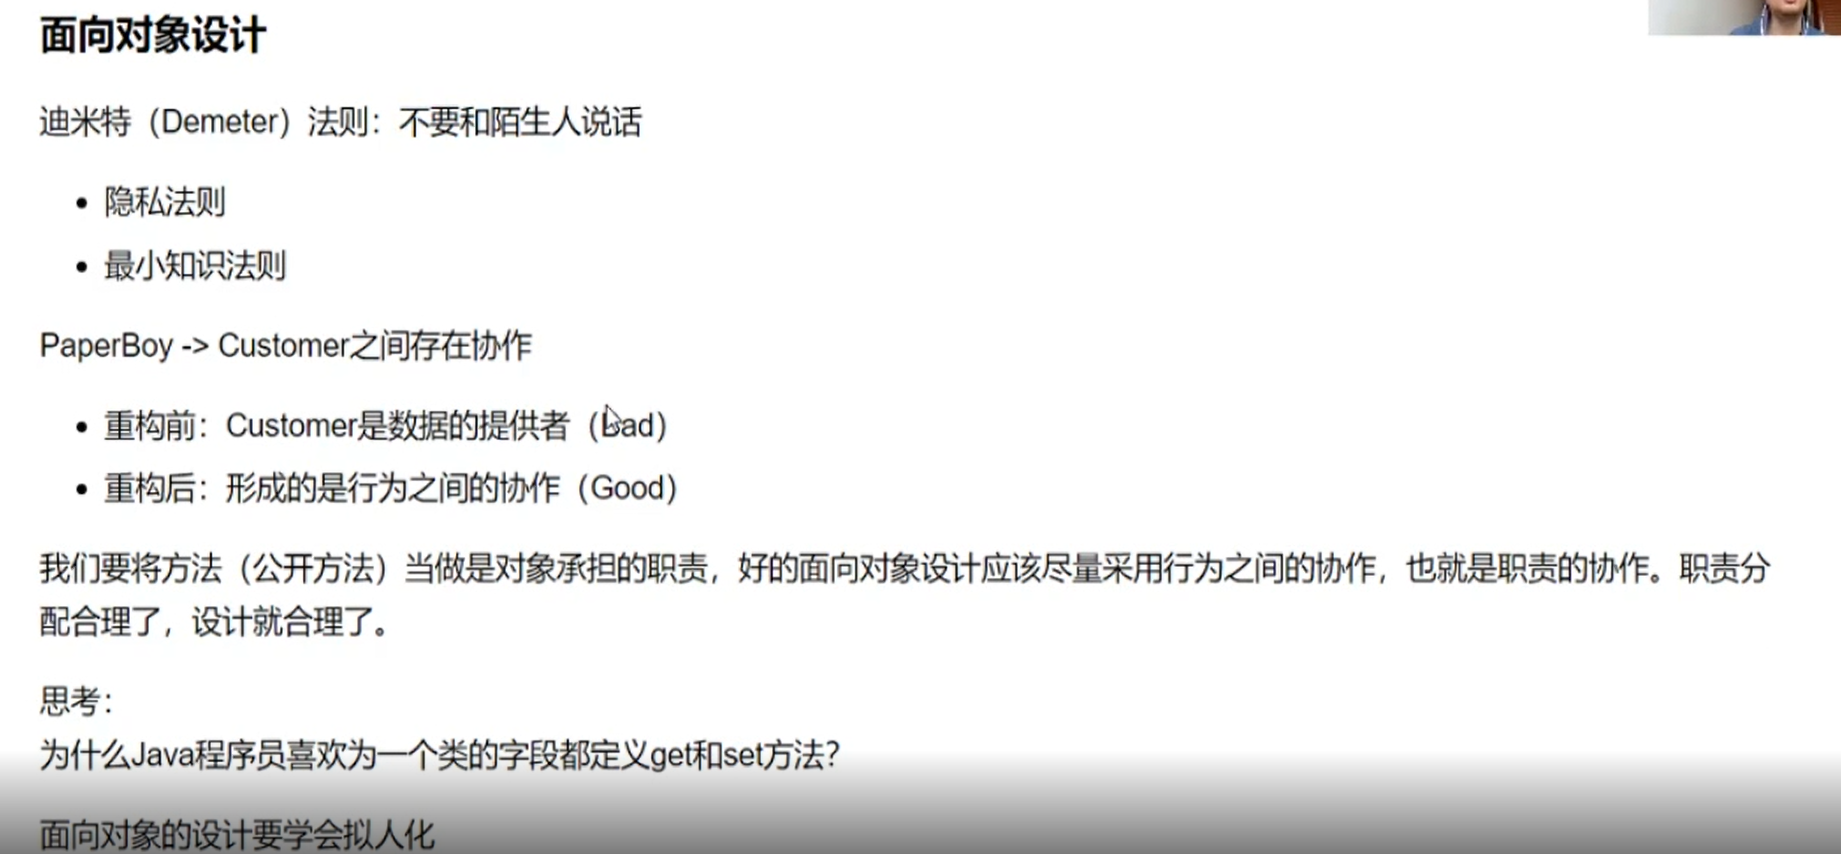 面向对象设计
迪米特（Demeter）法则：不要和陌生人说话
• 隐私法则
• 最小知识法则
PaperBoy -> Customer之间存在协作
• 重构前：Customer是数据的提供者（Bad）
• 重构后：形成的是行为之间的协作（Good）
我们要将方法（公开方法）当做是对象承担的职责，好的面向对象设计应该尽量采用行为之间的协作，也就是职责的协作。职责分
配合理了，设计就合理了。
思考：
为什么Java程序员喜欢为一个类的字段都定义get和set方法？
面向对象的设计要学会拟人化